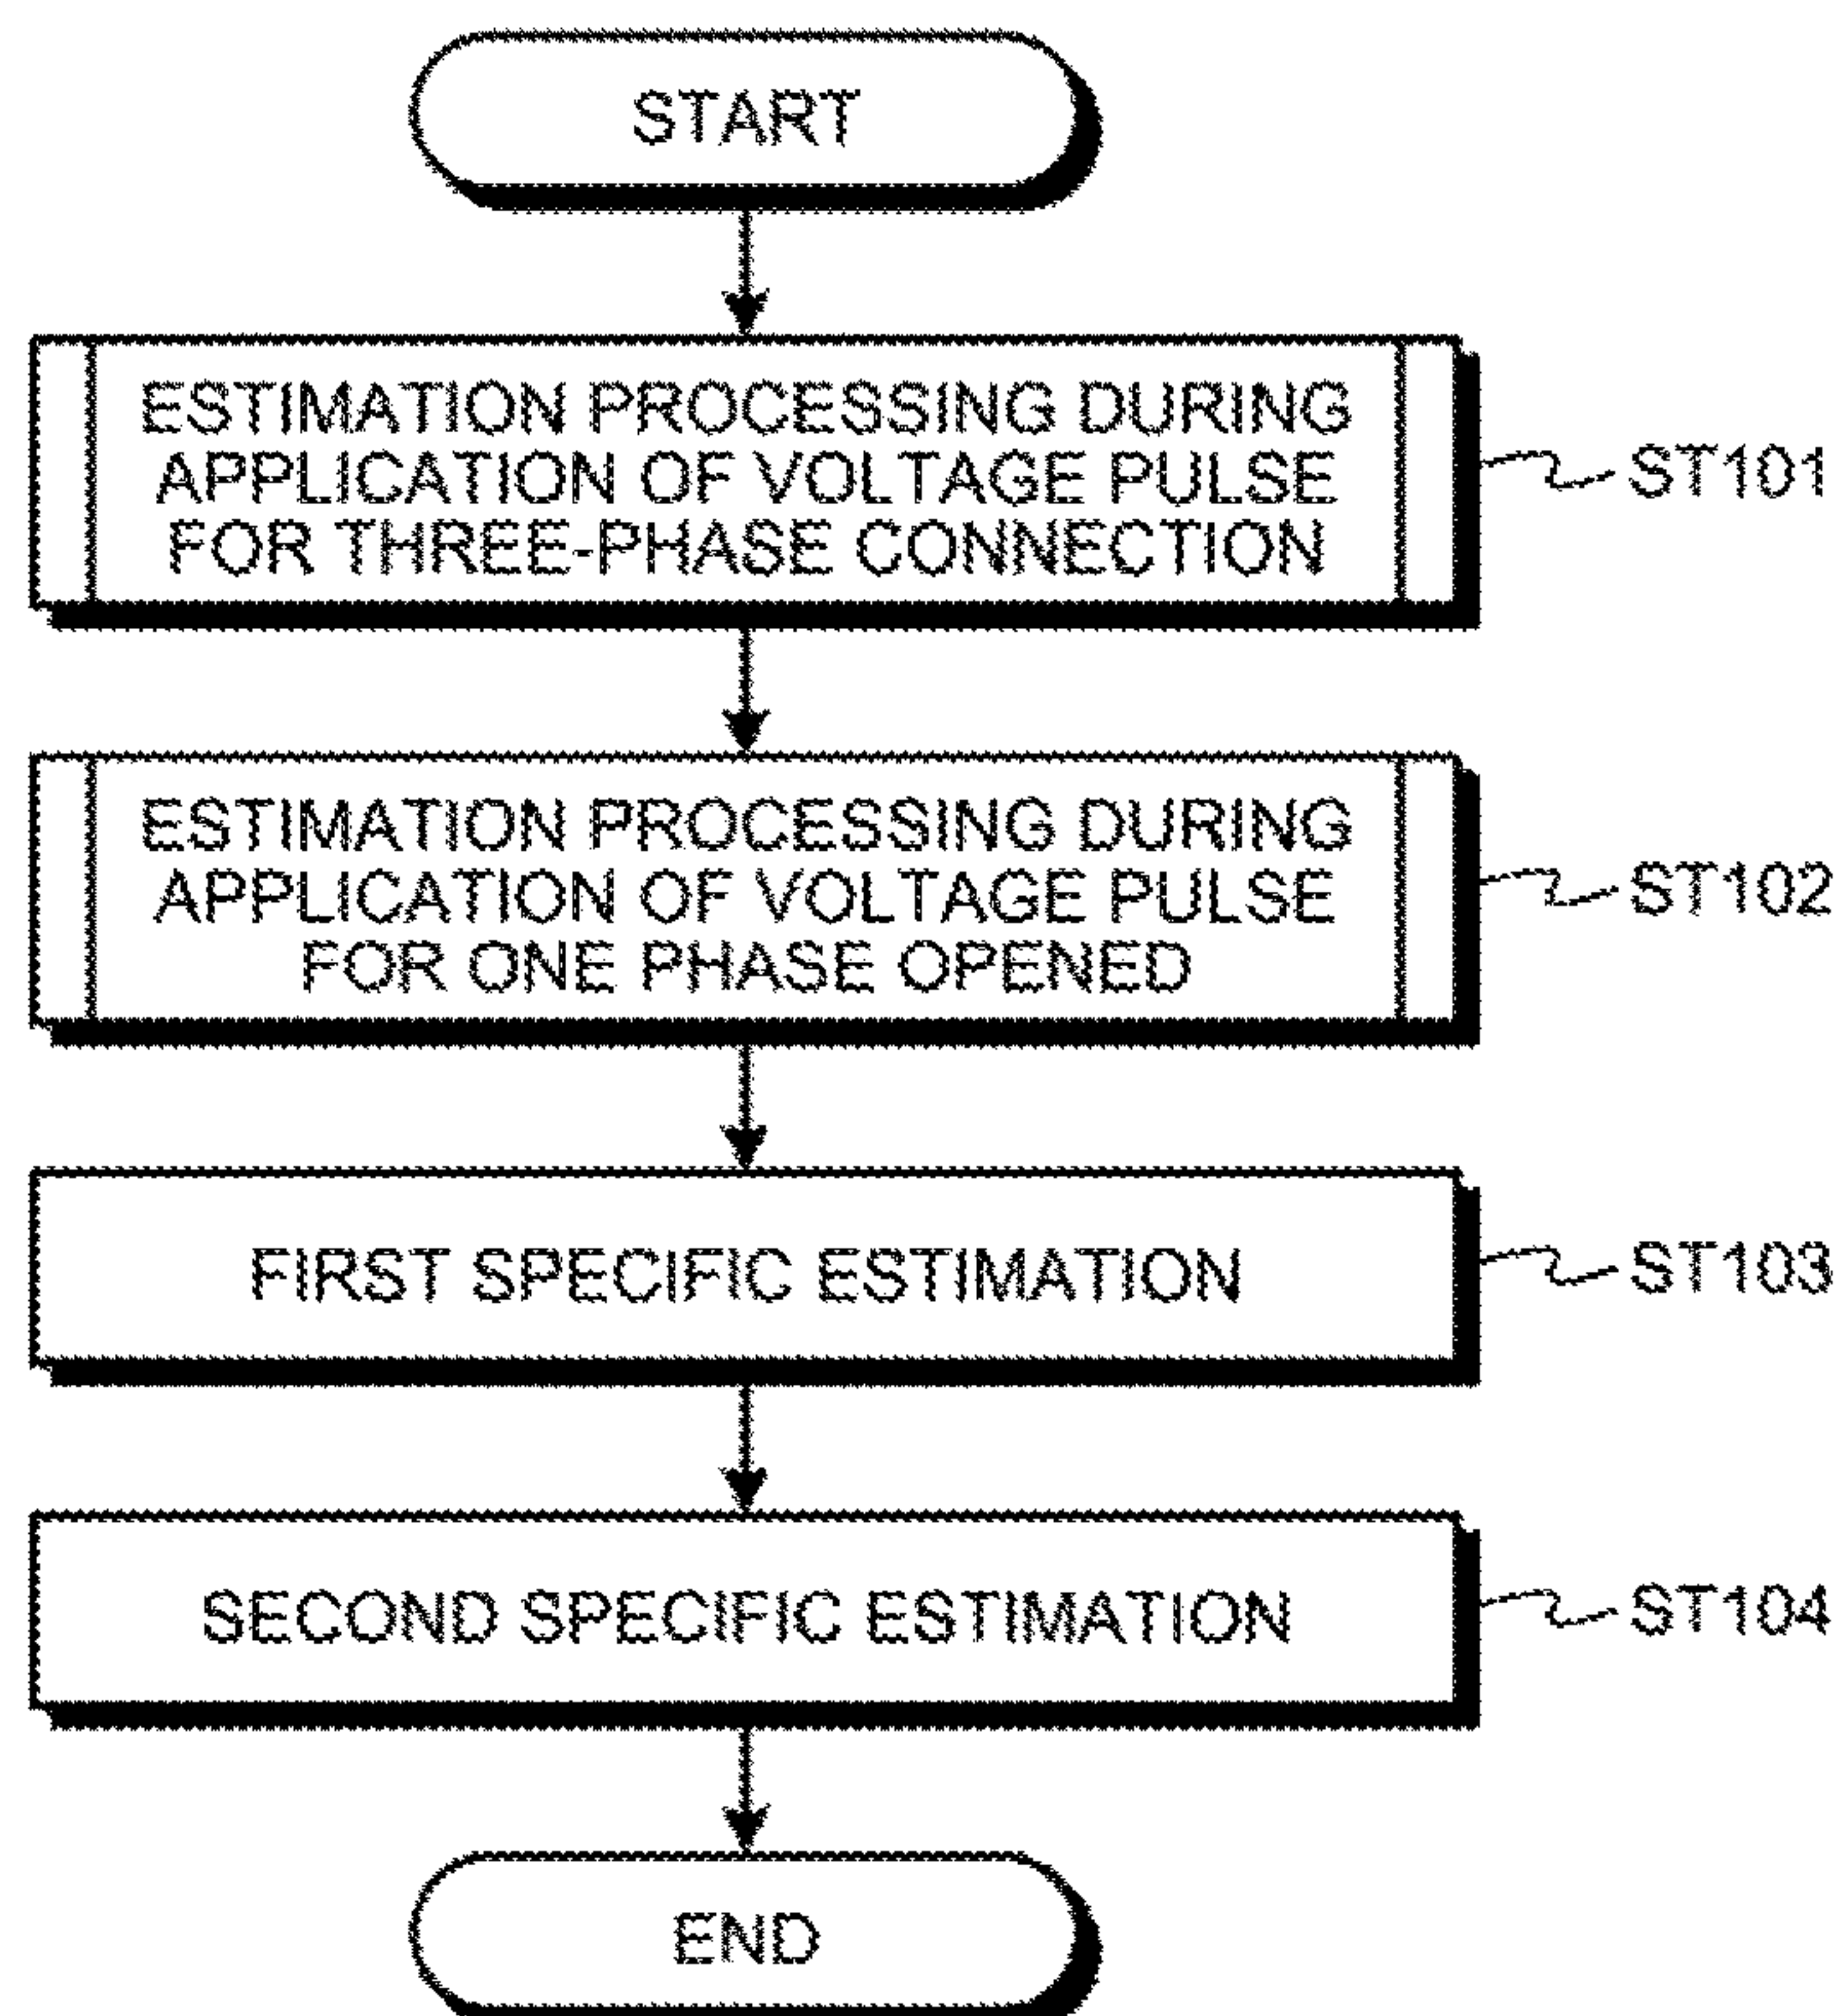 START
ESTIMATION PROCESSING DURING
APPLICATION OF VOLTAGE PULSE
FOR THREE-PHASE CONNECTION
ST101
ESTIMATION PROCESSING DURING
APPLICATION OF VOLTAGE PULSE
FOR ONE PHASE OPENED
ST102
FIRST SPECIFIC ESTIMATION
ST103
SECOND SPECIFIC ESTIMATION
ST104
END